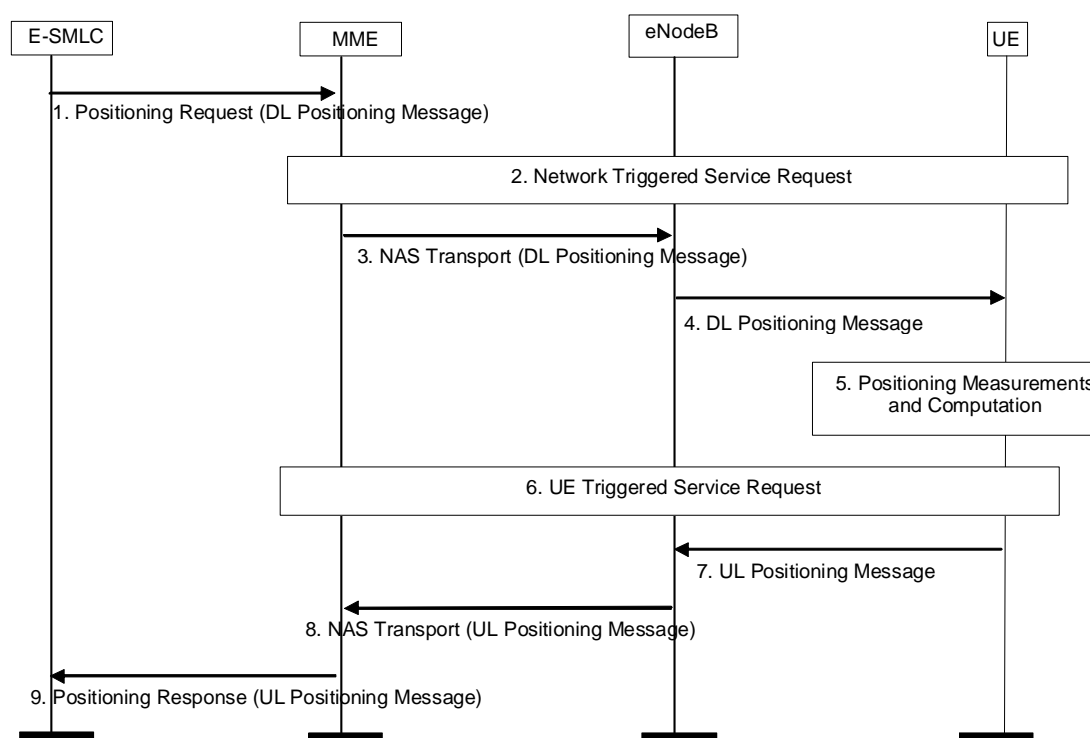 E-SMLC
MME
eNodeB
UE
1. Positioning Request (DL Positioning Message)
2. Network Triggered Service Request
3. NAS Transport (DL Positioning Message)
4. DL Positioning Message
5. Positioning Measurements
and Computation
6. UE Triggered Service Request
7. UL Positioning Message
8. NAS Transport (UL Positioning Message)
9. Positioning Response (UL Positioning Message)